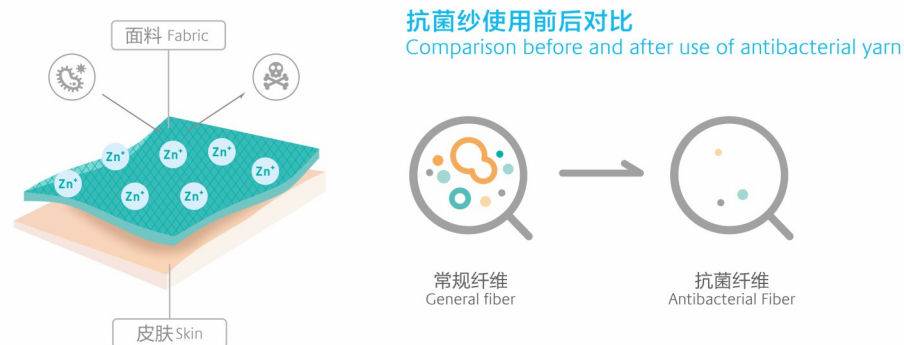 面料 Fabric
Zn⁺
Zn⁺
Zn⁺
Zn⁺
Zn⁺
Zn⁺
Zn⁺
皮肤 Skin
抗菌纱使用前后对比
Comparison before and after use of antibacterial yarn
常规纤维
General fiber
抗菌纤维
Antibacterial Fiber